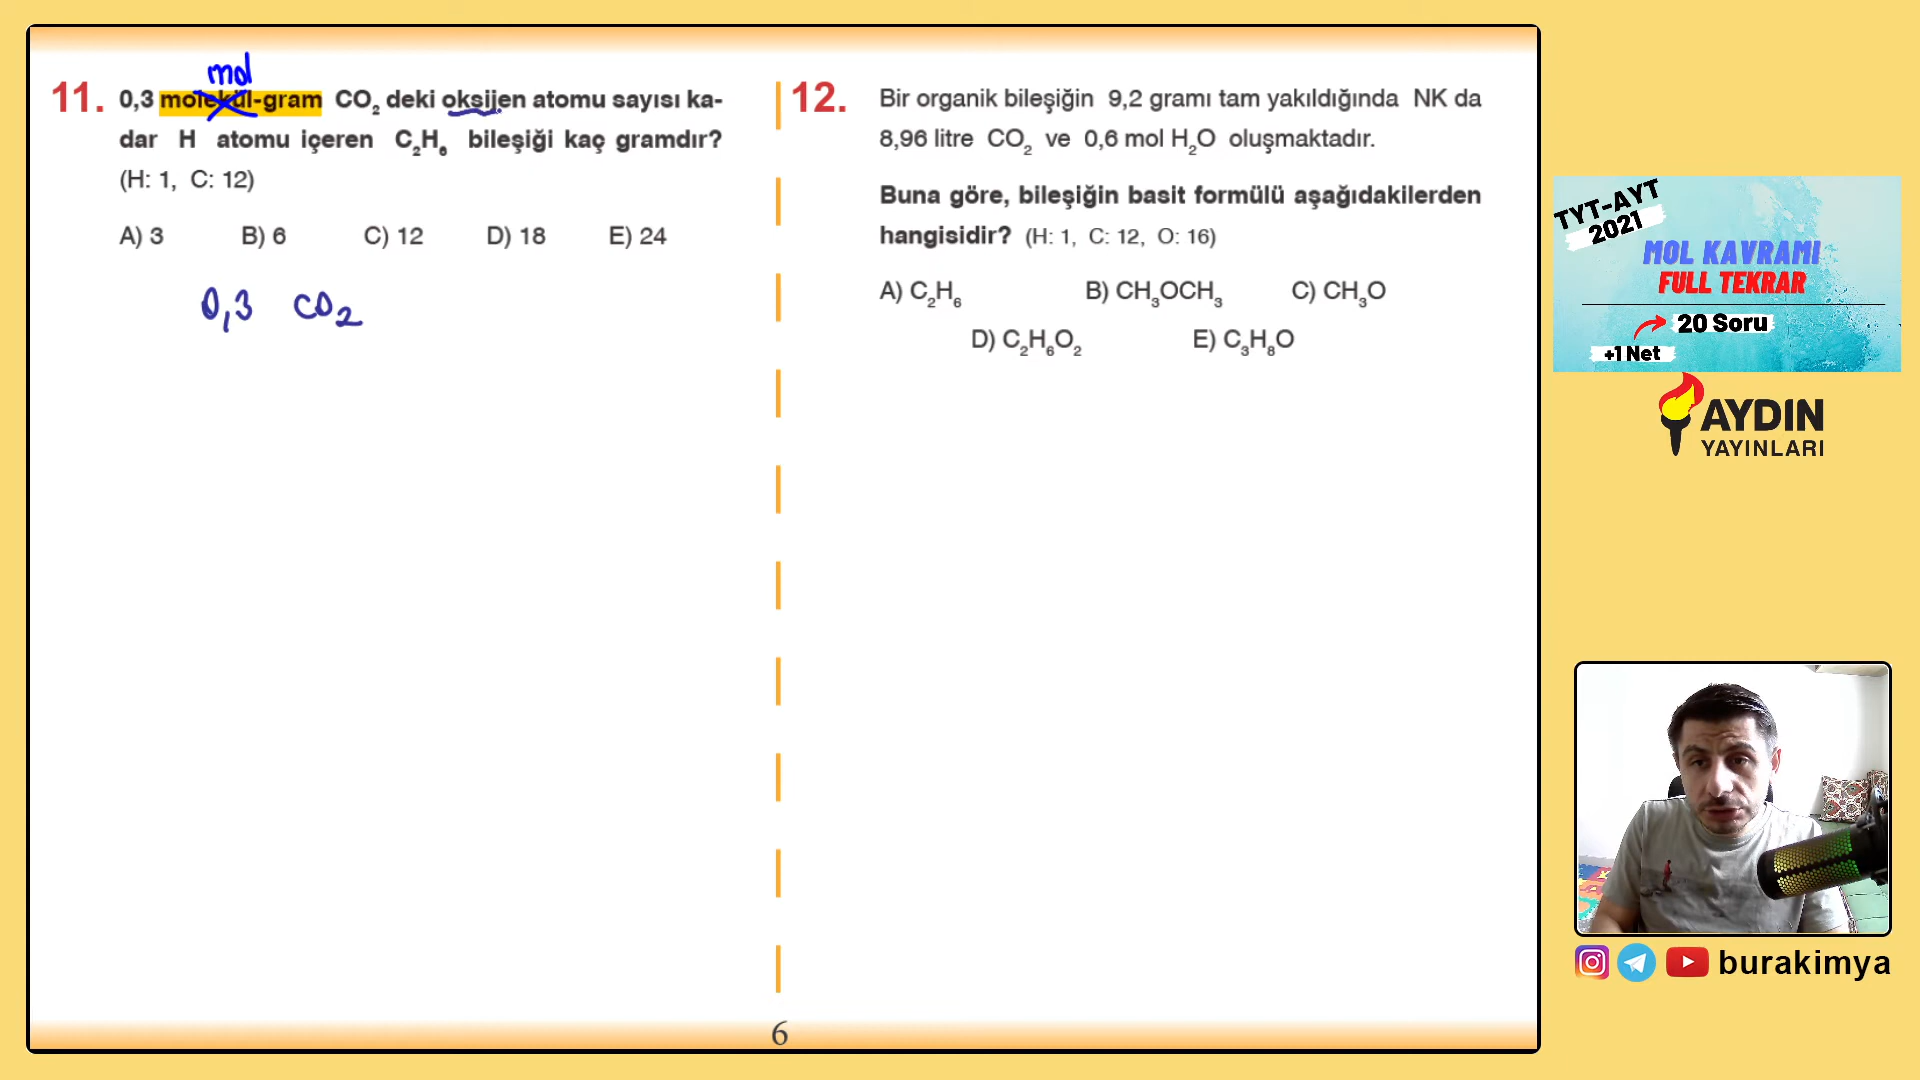 mol
11. 0,3 molekül-gram CO₂ deki oksijen atomu sayısı ka-
dar H atomu içeren C₂H₆ bileşiği kaç gramdır?
(H: 1, C: 12)
A) 3 B) 6 C) 12 D) 18 E) 24
0,3 CO₂
12. Bir organik bileşiğin 9,2 gramı tam yakıldığında NK da
8,96 litre CO₂ ve 0,6 mol H₂O oluşmaktadır.
Buna göre, bileşiğin basit formülü aşağıdakilerden
hangisidir? (H: 1, C: 12, O: 16)
A) C₂H₆ B) CH₃OCH₃ C) CH₃O
D) C₂H₆O₂ E) C₃H₈O
6
TYT-AYT
2021
MOL KAVRAMI
FULL TEKRAR
20 Soru
+1 Net
AYDIN
YAYINLARI
burakimya